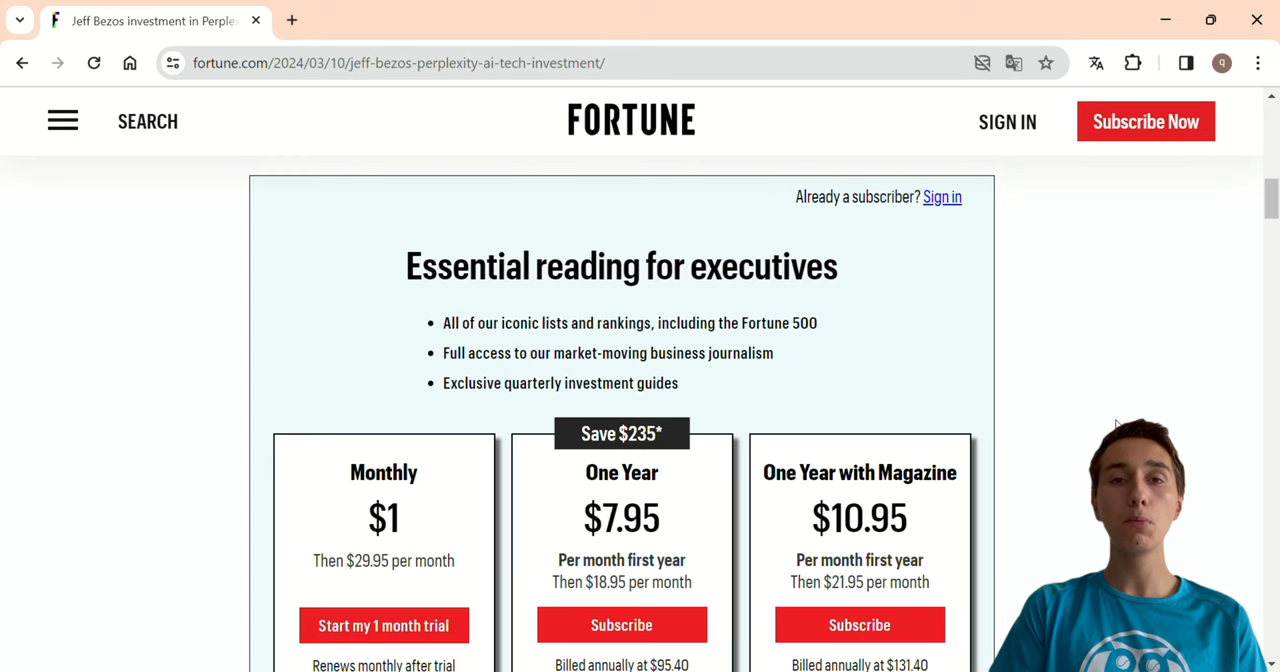 Jeff Bezos investment in Perple
fortune.com/2024/03/10/jeff-bezos-perplexity-ai-tech-investment/
q
SEARCH
FORTUNE
SIGN IN
Subscribe Now
Already a subscriber? Sign in
Essential reading for executives
All of our iconic lists and rankings, including the Fortune 500
Full access to our market-moving business journalism
Exclusive quarterly investment guides
Save $235*
Monthly
$1
Then $29.95 per month
Start my 1 month trial
Renews monthly after trial
One Year
$7.95
Per month first year
Then $18.95 per month
Subscribe
Billed annually at $95.40
One Year with Magazine
$10.95
Per month first year
Then $21.95 per month
Subscribe
Billed annually at $131.40